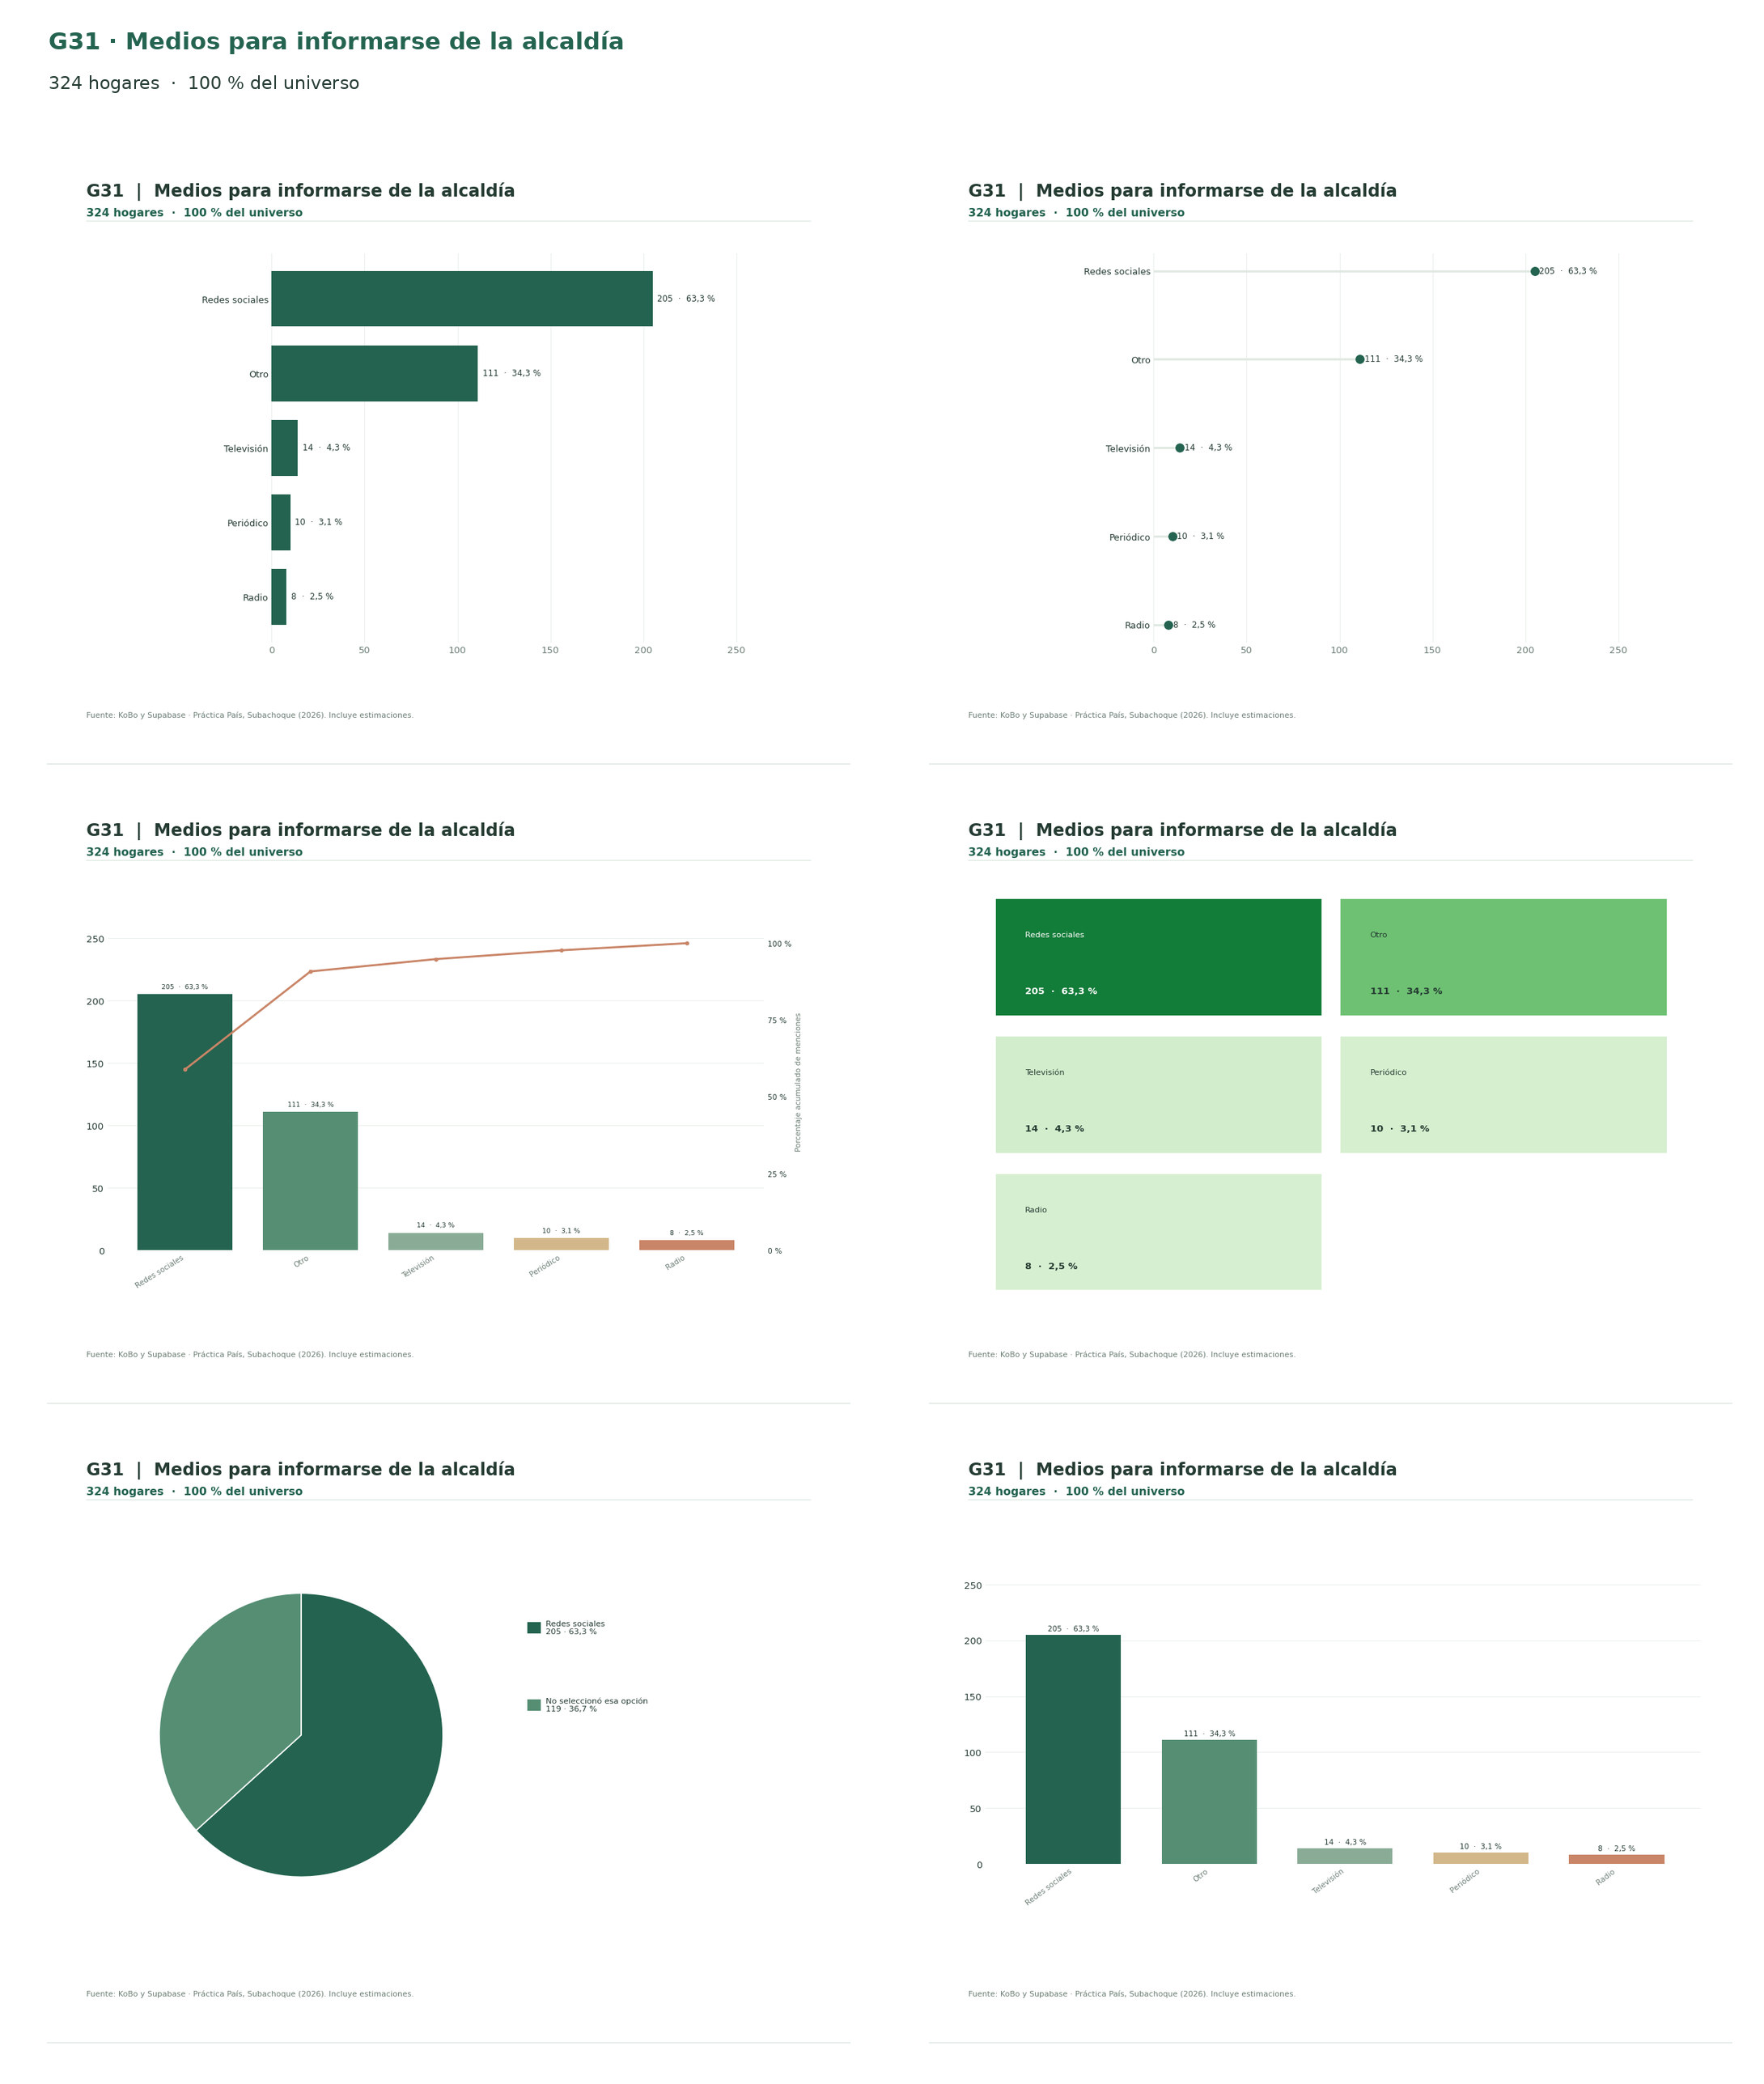 G31 · Medios para informarse de la alcaldía
324 hogares · 100 % del universo
G31 | Medios para informarse de la alcaldía
324 hogares · 100 % del universo
Redes sociales
205 · 63,3 %
Otro
111 · 34,3 %
Televisión
14 · 4,3 %
Periódico
10 · 3,1 %
Radio
8 · 2,5 %
0 50 100 150 200 250
Fuente: KoBo y Supabase · Práctica País, Subachoque (2026). Incluye estimaciones.
G31 | Medios para informarse de la alcaldía
324 hogares · 100 % del universo
Redes sociales
205 · 63,3 %
Otro
111 · 34,3 %
Televisión
14 · 4,3 %
Periódico
10 · 3,1 %
Radio
8 · 2,5 %
0 50 100 150 200 250
Fuente: KoBo y Supabase · Práctica País, Subachoque (2026). Incluye estimaciones.
G31 | Medios para informarse de la alcaldía
324 hogares · 100 % del universo
250
200
150
100
50
0
205 · 63,3 %
111 · 34,3 %
14 · 4,3 %
10 · 3,1 %
8 · 2,5 %
100 %
75 %
50 %
25 %
0 %
Porcentaje acumulado de menciones
Redes sociales
Otro
Televisión
Periódico
Radio
Fuente: KoBo y Supabase · Práctica País, Subachoque (2026). Incluye estimaciones.
G31 | Medios para informarse de la alcaldía
324 hogares · 100 % del universo
Redes sociales
205 · 63,3 %
Otro
111 · 34,3 %
Televisión
14 · 4,3 %
Periódico
10 · 3,1 %
Radio
8 · 2,5 %
Fuente: KoBo y Supabase · Práctica País, Subachoque (2026). Incluye estimaciones.
G31 | Medios para informarse de la alcaldía
324 hogares · 100 % del universo
Redes sociales
205 · 63,3 %
No seleccionó esa opción
119 · 36,7 %
Fuente: KoBo y Supabase · Práctica País, Subachoque (2026). Incluye estimaciones.
G31 | Medios para informarse de la alcaldía
324 hogares · 100 % del universo
250
200
150
100
50
0
205 · 63,3 %
111 · 34,3 %
14 · 4,3 %
10 · 3,1 %
8 · 2,5 %
Redes sociales
Otro
Televisión
Periódico
Radio
Fuente: KoBo y Supabase · Práctica País, Subachoque (2026). Incluye estimaciones.